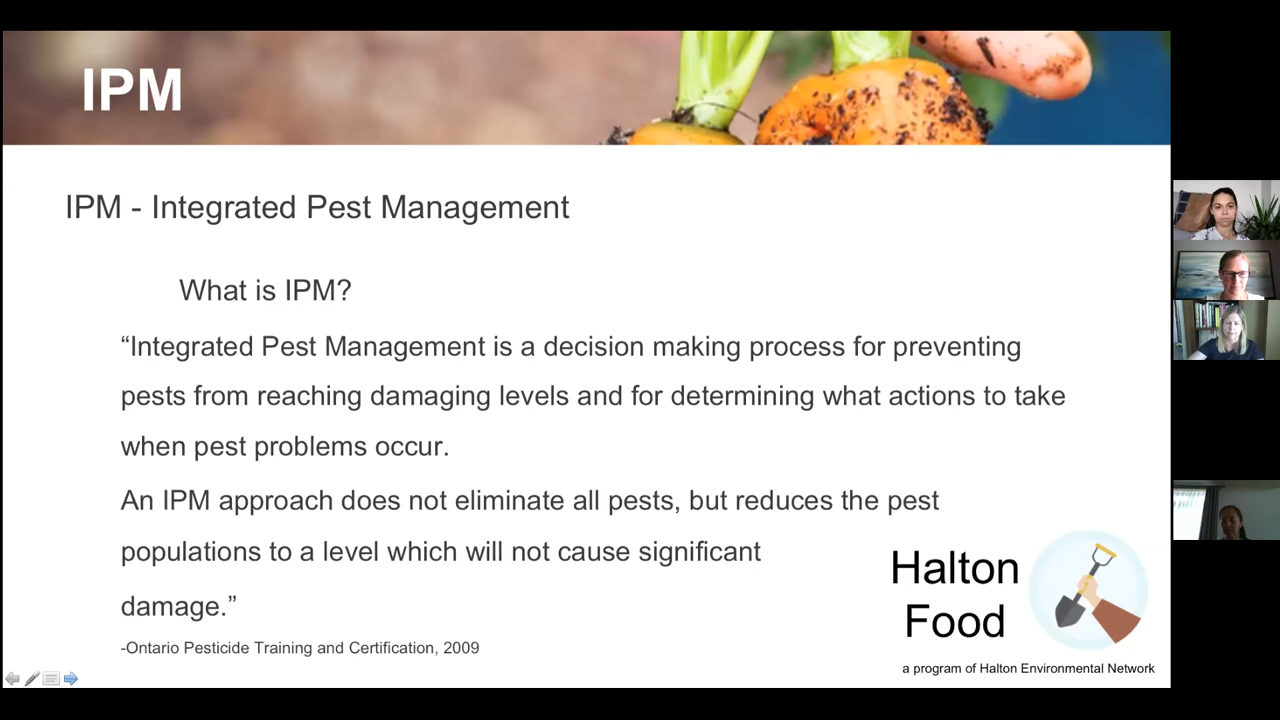 IPM
IPM - Integrated Pest Management
What is IPM?
“Integrated Pest Management is a decision making process for preventing
pests from reaching damaging levels and for determining what actions to take
when pest problems occur.
An IPM approach does not eliminate all pests, but reduces the pest
populations to a level which will not cause significant
damage.”
-Ontario Pesticide Training and Certification, 2009
Halton
Food
a program of Halton Environmental Network